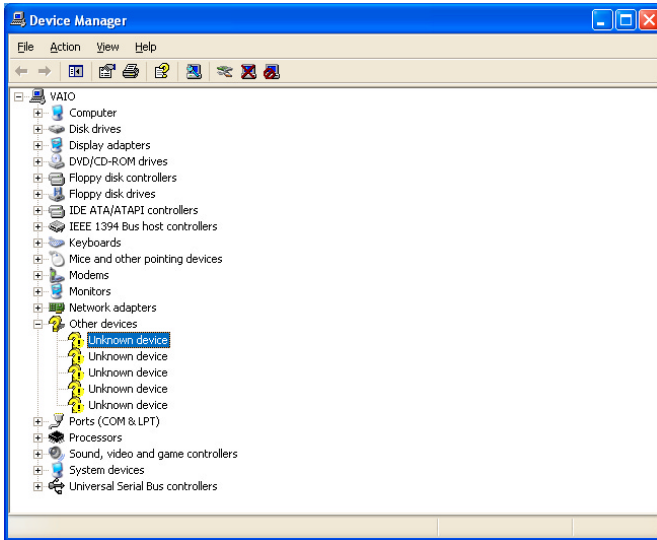 Device Manager
File Action View Help
VAIO
Computer
Disk drives
Display adapters
DVD/CD-ROM drives
Floppy disk controllers
Floppy disk drives
IDE ATA/ATAPI controllers
IEEE 1394 Bus host controllers
Keyboards
Mice and other pointing devices
Modems
Monitors
Network adapters
Other devices
Unknown device
Unknown device
Unknown device
Unknown device
Unknown device
Ports (COM & LPT)
Processors
Sound, video and game controllers
System devices
Universal Serial Bus controllers